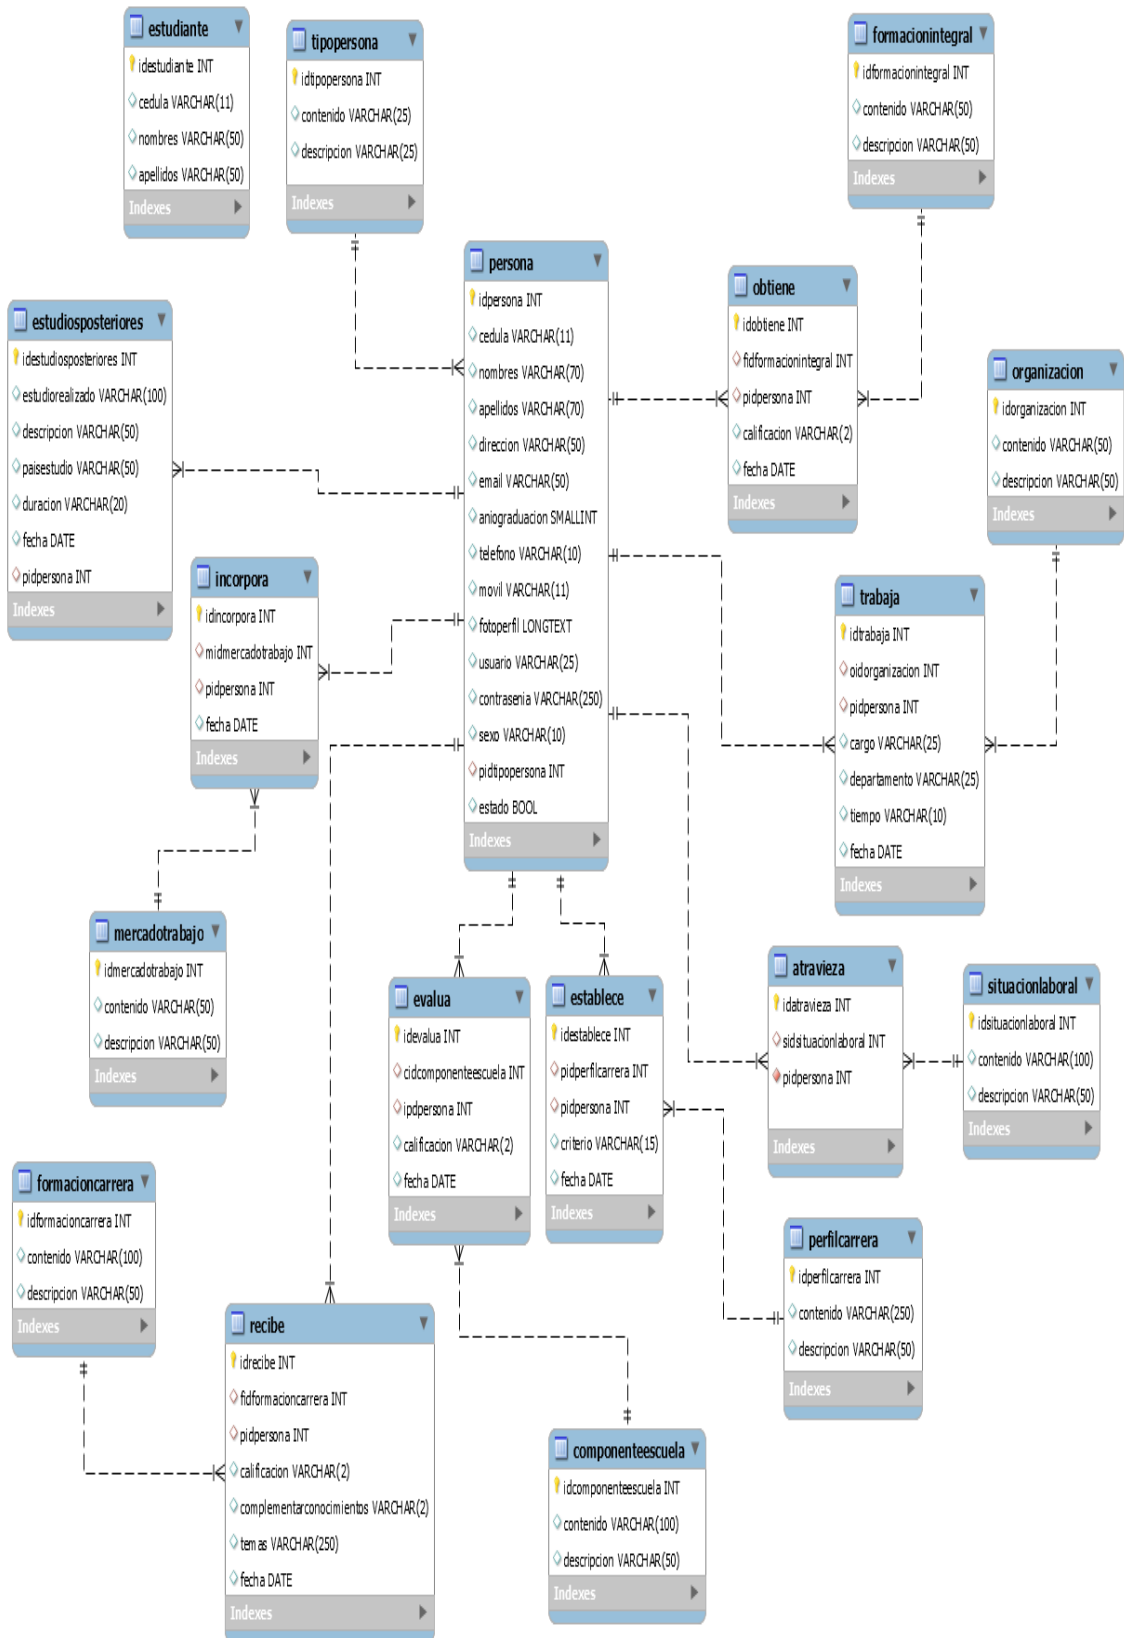 estudiante
idestudiante INT
cedula VARCHAR(11)
nombres VARCHAR(50)
apellidos VARCHAR(50)
Indexes
tipopersona
idtipopersona INT
contenido VARCHAR(25)
descripcion VARCHAR(25)
Indexes
formacionintegral
idformacionintegral INT
contenido VARCHAR(50)
descripcion VARCHAR(50)
Indexes
persona
idpersona INT
cedula VARCHAR(11)
nombres VARCHAR(70)
apellidos VARCHAR(70)
direccion VARCHAR(50)
email VARCHAR(50)
aniograduacion SMALLINT
telefono VARCHAR(10)
movil VARCHAR(11)
fotoperfil LONGTEXT
usuario VARCHAR(25)
contrasenia VARCHAR(250)
sexo VARCHAR(10)
pidtipopersona INT
estado BOOL
Indexes
obtiene
idobtiene INT
fidformacionintegral INT
pidpersona INT
calificacion VARCHAR(2)
fecha DATE
Indexes
estudiosposteriores
idestudiosposteriores INT
estudiorealizado VARCHAR(100)
descripcion VARCHAR(50)
paisestudio VARCHAR(50)
duracion VARCHAR(20)
fecha DATE
pidpersona INT
Indexes
organizacion
idorganizacion INT
contenido VARCHAR(50)
descripcion VARCHAR(50)
Indexes
incorpora
idincorpora INT
midmercadotrabajo INT
pidpersona INT
fecha DATE
Indexes
trabaja
idtrabaja INT
oidorganizacion INT
pidpersona INT
cargo VARCHAR(25)
departamento VARCHAR(25)
tiempo VARCHAR(10)
fecha DATE
Indexes
mercadotrabajo
idmercadotrabajo INT
contenido VARCHAR(50)
descripcion VARCHAR(50)
Indexes
evalua
idevalua INT
cidcomponenteescuela INT
ipdpersona INT
calificacion VARCHAR(2)
fecha DATE
Indexes
establece
idestablece INT
pidperfilcarrera INT
pidpersona INT
criterio VARCHAR(15)
fecha DATE
Indexes
atravieza
idatravieza INT
sidsituacionlaboral INT
pidpersona INT
Indexes
situacionlaboral
idsituacionlaboral INT
contenido VARCHAR(100)
descripcion VARCHAR(50)
Indexes
formacioncarrera
idformacioncarrera INT
contenido VARCHAR(100)
descripcion VARCHAR(50)
Indexes
perfilcarrera
idperfilcarrera INT
contenido VARCHAR(250)
descripcion VARCHAR(50)
Indexes
recibe
idrecibe INT
fidformacioncarrera INT
pidpersona INT
calificacion VARCHAR(2)
complementarconocimientos VARCHAR(2)
temas VARCHAR(250)
fecha DATE
Indexes
componenteescuela
idcomponenteescuela INT
contenido VARCHAR(100)
descripcion VARCHAR(50)
Indexes